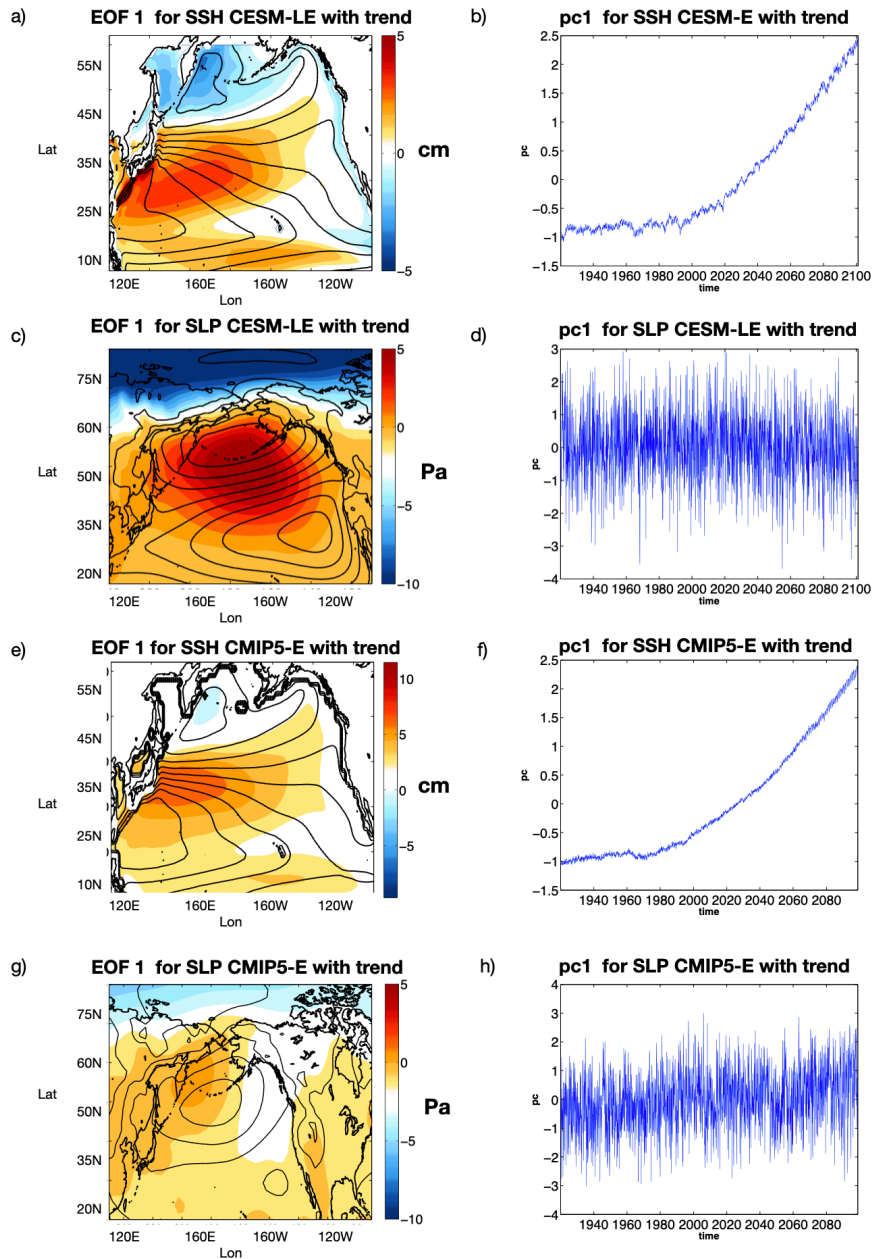 a)
EOF 1 for SSH CESM-LE with trend
55N
45N
Lat
35N
25N
10N
120E 160E 160W 120W
Lon
5
0
cm
−5
b)
pc1 for SSH CESM-E with trend
2.5
2
1.5
1
pc
0.5
0
−0.5
−1
−1.5
1940 1960 1980 2000 2020 2040 2060 2080 2100
time
c)
EOF 1 for SLP CESM-LE with trend
75N
60N
Lat
50N
35N
20N
120E 160E 160W 120W
Lon
5
0
−5
Pa
−10
d)
pc1 for SLP CESM-LE with trend
3
2
1
0
pc
−1
−2
−3
−4
1940 1960 1980 2000 2020 2040 2060 2080 2100
time
e)
EOF 1 for SSH CMIP5-E with trend
55N
45N
Lat
35N
25N
10N
120E 160E 160W 120W
Lon
10
5
0
cm
−5
f)
pc1 for SSH CMIP5-E with trend
2.5
2
1.5
1
pc
0.5
0
−0.5
−1
−1.5
1940 1960 1980 2000 2020 2040 2060 2080
time
g)
EOF 1 for SLP CMIP5-E with trend
75N
60N
Lat
50N
35N
20N
120E 160E 160W 120W
Lon
5
0
Pa
−5
−10
h)
pc1 for SLP CMIP5-E with trend
4
3
2
1
pc
0
−1
−2
−3
−4
1940 1960 1980 2000 2020 2040 2060 2080
time